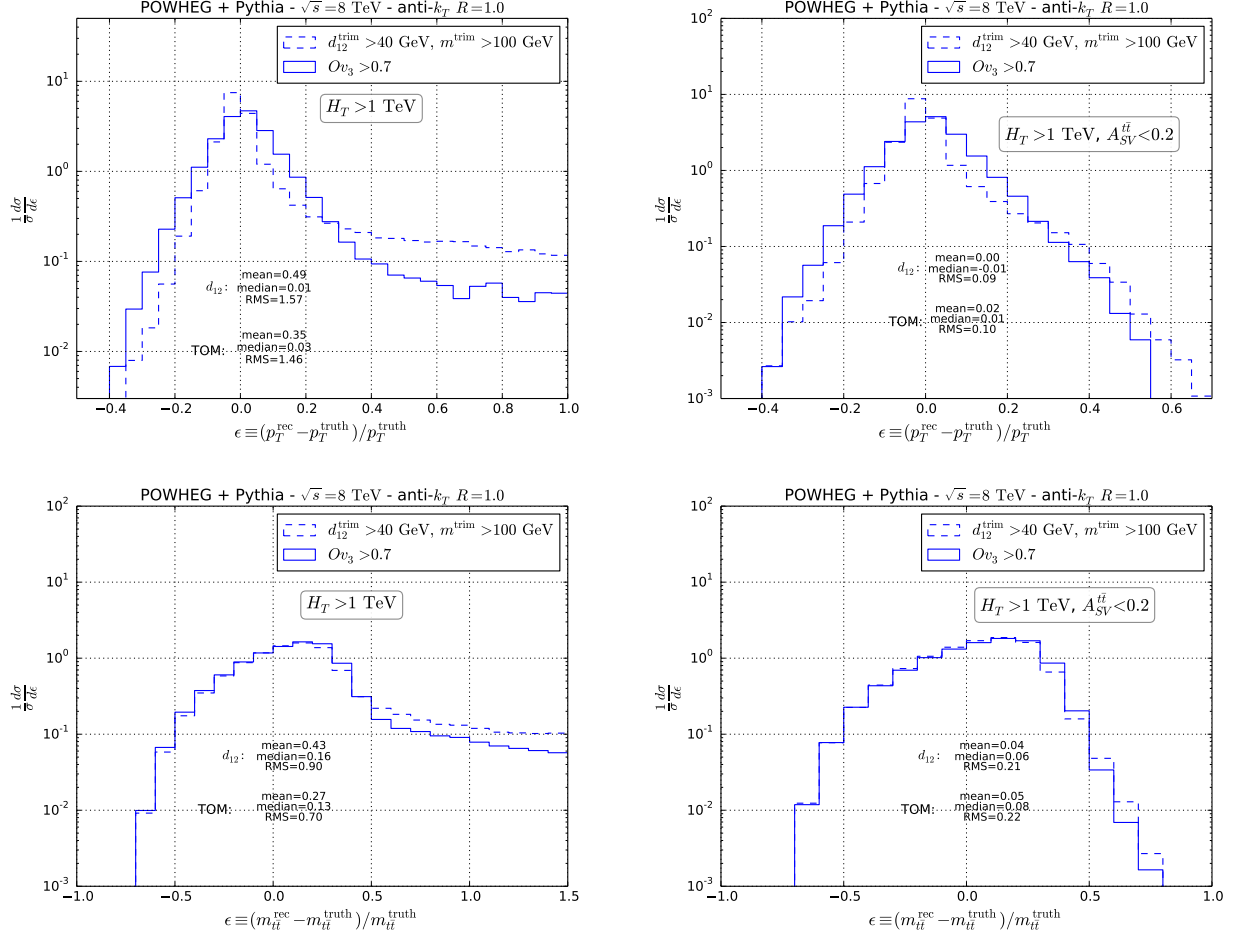 POWHEG + Pythia - √s =8 TeV - anti-k_T R=1.0
d_12^trim >40 GeV, m^trim >100 GeV
Ov_3 >0.7
H_T >1 TeV
10^1
10^0
10^-1
10^-2
1/σ dσ/dε
mean=0.49
d_12: median=0.01
RMS=1.57
mean=0.35
TOM: median=0.03
RMS=1.46
−0.4 −0.2 0.0 0.2 0.4 0.6 0.8 1.0
ε≡(p_T^rec−p_T^truth)/p_T^truth
POWHEG + Pythia - √s =8 TeV - anti-k_T R=1.0
d_12^trim >40 GeV, m^trim >100 GeV
Ov_3 >0.7
H_T >1 TeV, A_SV^tt̄<0.2
10^2
10^1
10^0
10^-1
10^-2
10^-3
1/σ dσ/dε
mean=0.00
d_12: median=-0.01
RMS=0.09
mean=0.02
TOM: median=0.01
RMS=0.10
−0.4 −0.2 0.0 0.2 0.4 0.6
ε≡(p_T^rec−p_T^truth)/p_T^truth
POWHEG + Pythia - √s =8 TeV - anti-k_T R=1.0
d_12^trim >40 GeV, m^trim >100 GeV
Ov_3 >0.7
H_T >1 TeV
10^2
10^1
10^0
10^-1
10^-2
10^-3
1/σ dσ/dε
mean=0.43
d_12: median=0.16
RMS=0.90
mean=0.27
TOM: median=0.13
RMS=0.70
−1.0 −0.5 0.0 0.5 1.0 1.5
ε≡(m_tt̄^rec−m_tt̄^truth)/m_tt̄^truth
POWHEG + Pythia - √s =8 TeV - anti-k_T R=1.0
d_12^trim >40 GeV, m^trim >100 GeV
Ov_3 >0.7
H_T >1 TeV, A_SV^tt̄<0.2
10^2
10^1
10^0
10^-1
10^-2
10^-3
1/σ dσ/dε
mean=0.04
d_12: median=0.06
RMS=0.21
mean=0.05
TOM: median=0.08
RMS=0.22
−1.0 −0.5 0.0 0.5 1.0
ε≡(m_tt̄^rec−m_tt̄^truth)/m_tt̄^truth